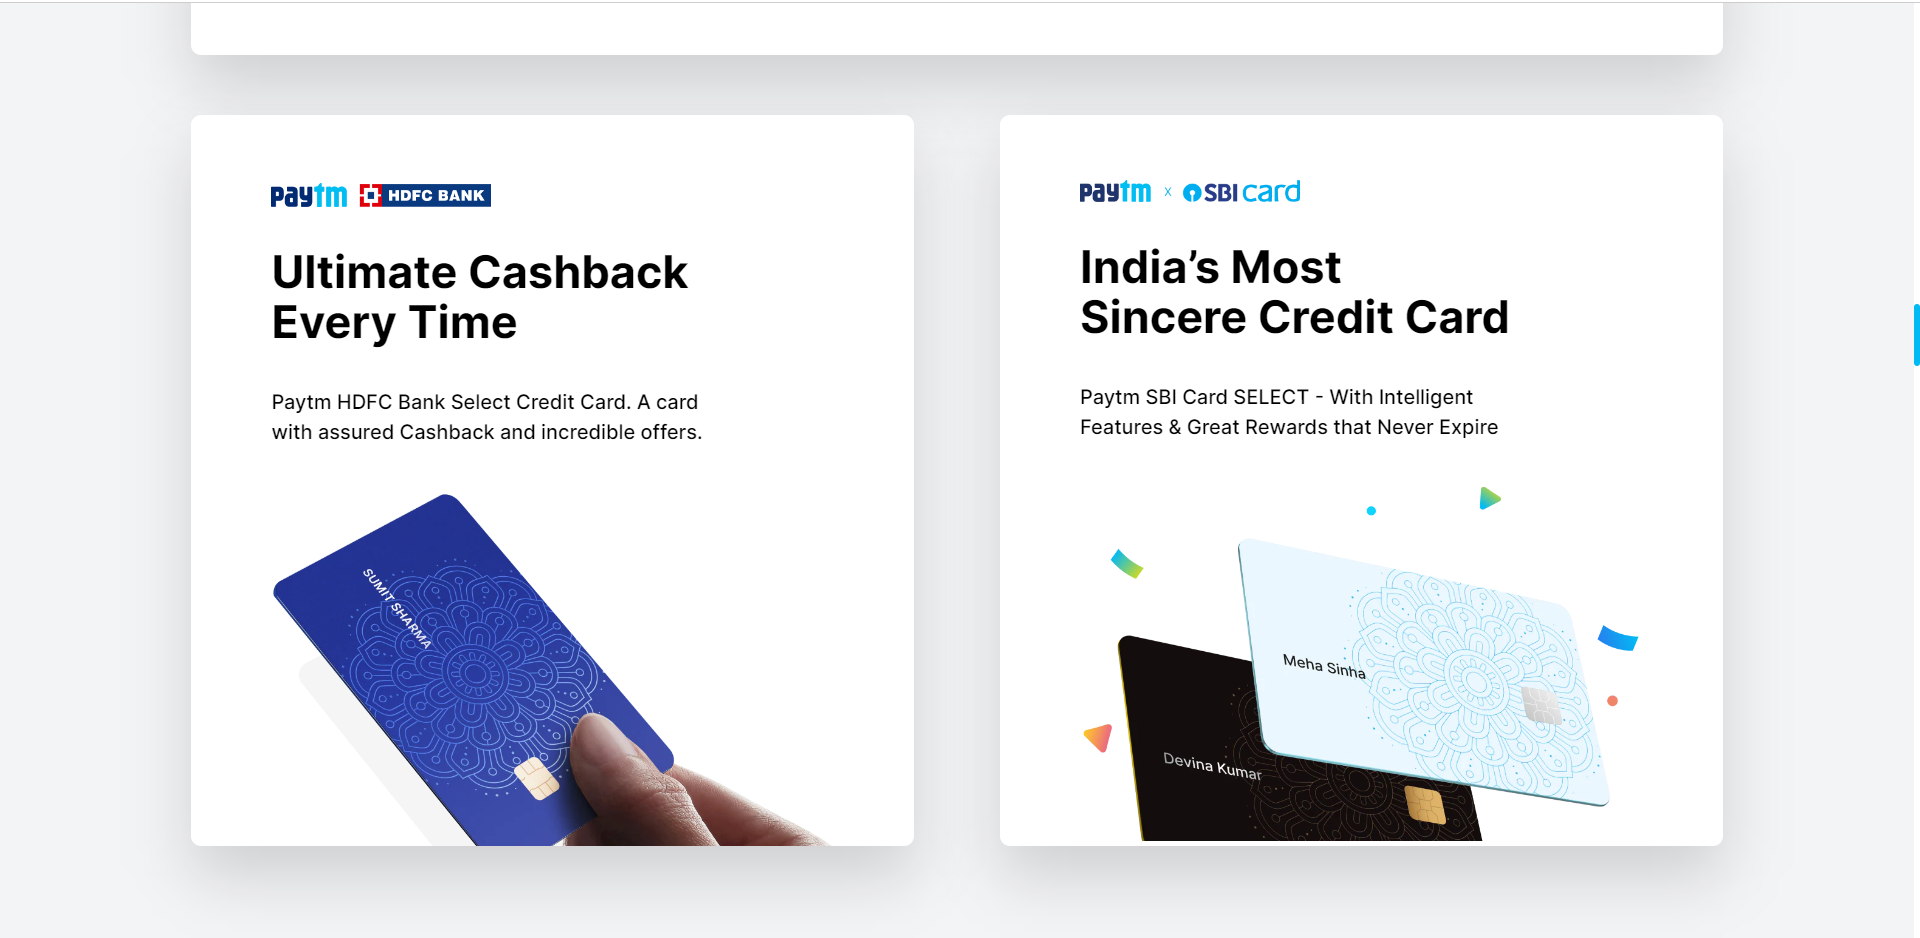 paytm HDFC BANK
Ultimate Cashback
Every Time
Paytm HDFC Bank Select Credit Card. A card
with assured Cashback and incredible offers.
SUMIT SHARMA
paytm x SBI card
India’s Most
Sincere Credit Card
Paytm SBI Card SELECT - With Intelligent
Features & Great Rewards that Never Expire
Meha Sinha
Devina Kumar